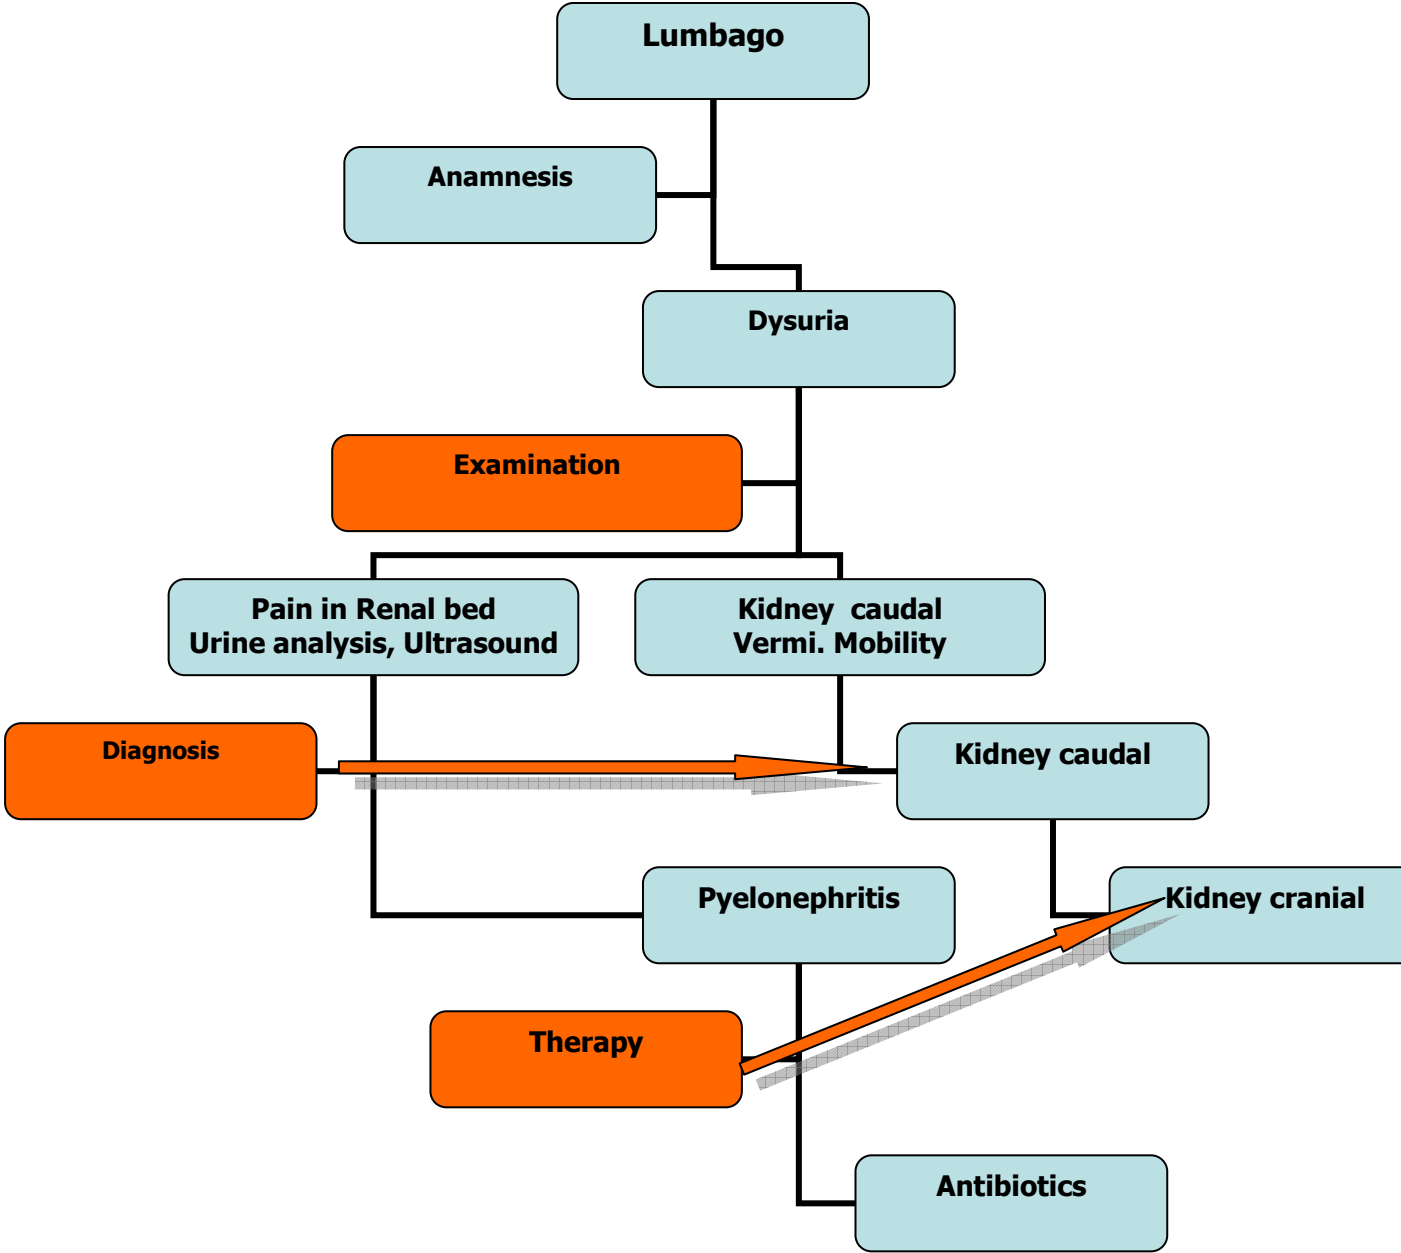 Lumbago
Anamnesis
Dysuria
Examination
Pain in Renal bed
Urine analysis, Ultrasound
Kidney caudal
Vermi. Mobility
Diagnosis
Kidney caudal
Pyelonephritis
Kidney cranial
Therapy
Antibiotics